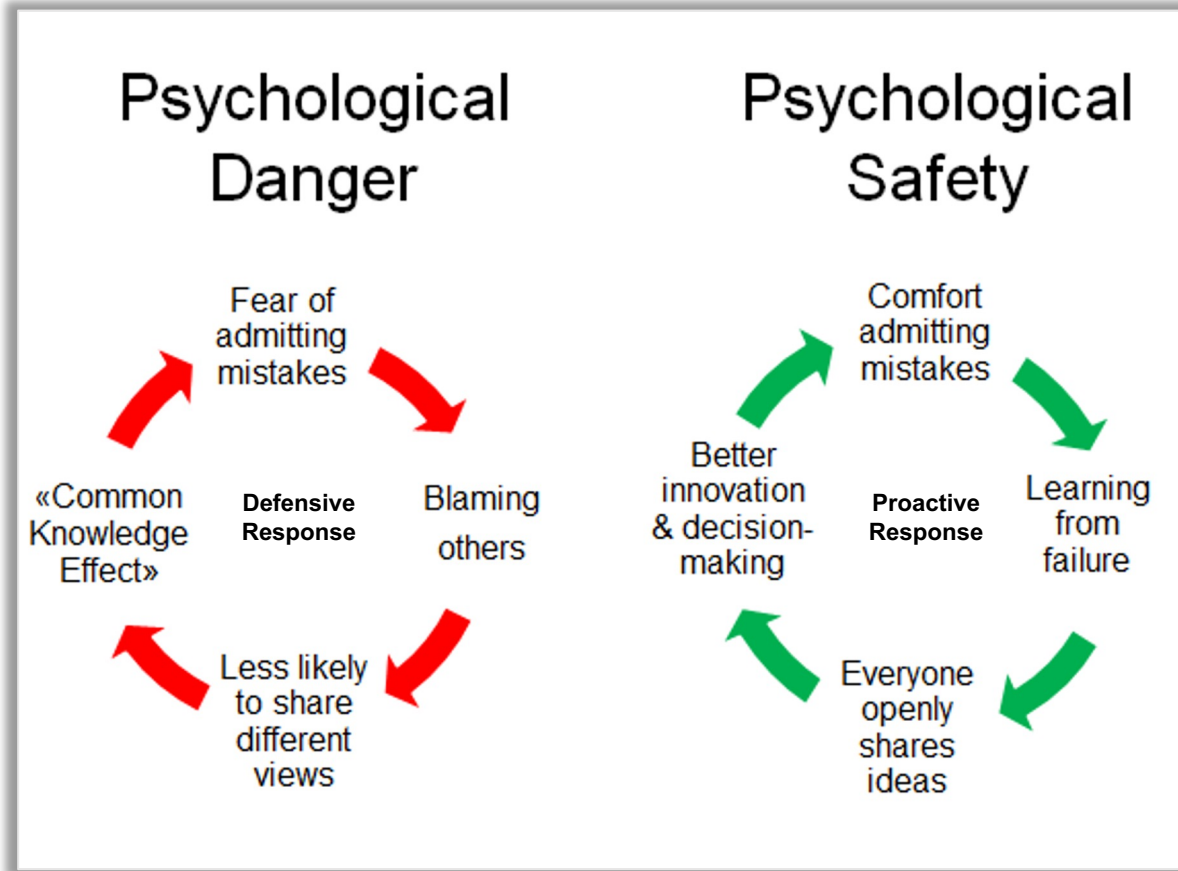 Psychological
Danger
Fear of
admitting
mistakes
Blaming
others
Less likely
to share
different
views
«Common
Knowledge
Effect»
Defensive
Response
Psychological
Safety
Comfort
admitting
mistakes
Learning
from
failure
Everyone
openly
shares
ideas
Better
innovation
& decision-
making
Proactive
Response